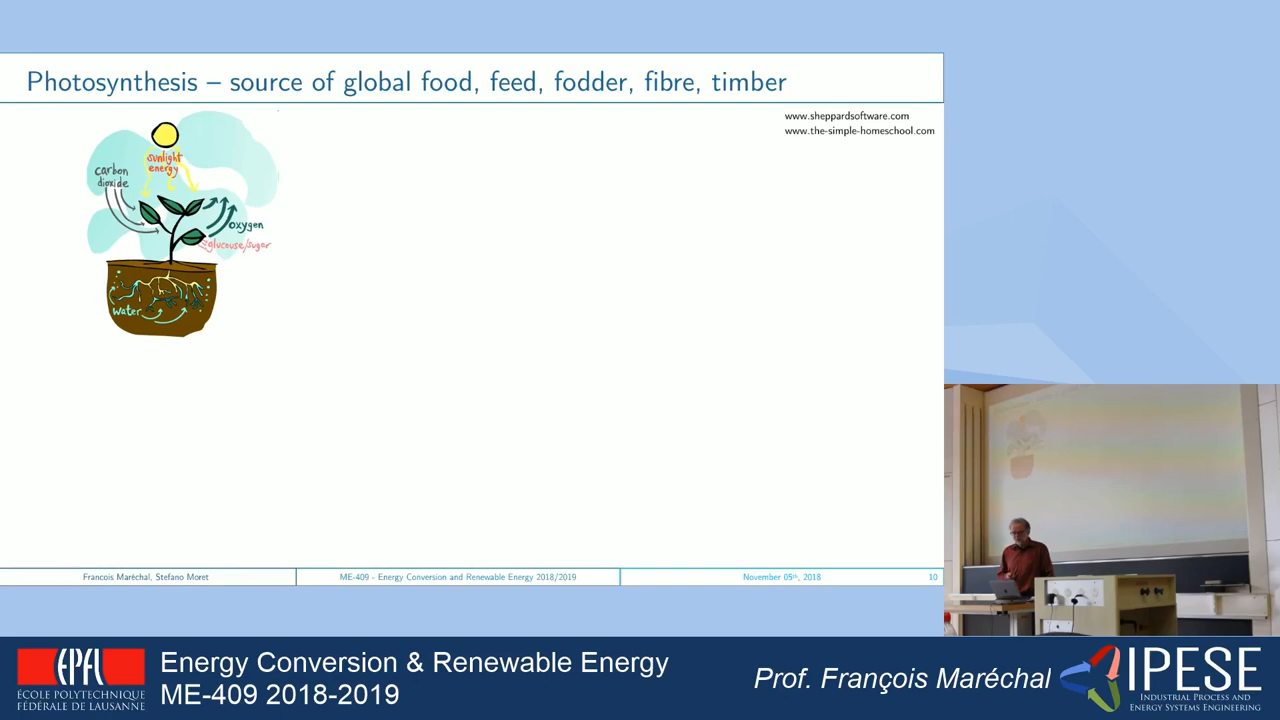 Photosynthesis – source of global food, feed, fodder, fibre, timber
www.sheppardsoftware.com
www.the-simple-homeschool.com
sunlight
energy
carbon
dioxide
oxygen
glucouse/sugar
water
Francois Maréchal, Stefano Moret
ME-409 - Energy Conversion and Renewable Energy 2018/2019
November 05th, 2018
10
EPFL
ÉCOLE POLYTECHNIQUE
FÉDÉRALE DE LAUSANNE
Energy Conversion & Renewable Energy
ME-409 2018-2019
Prof. François Maréchal
IPESE
Industrial Process and
Energy Systems Engineering